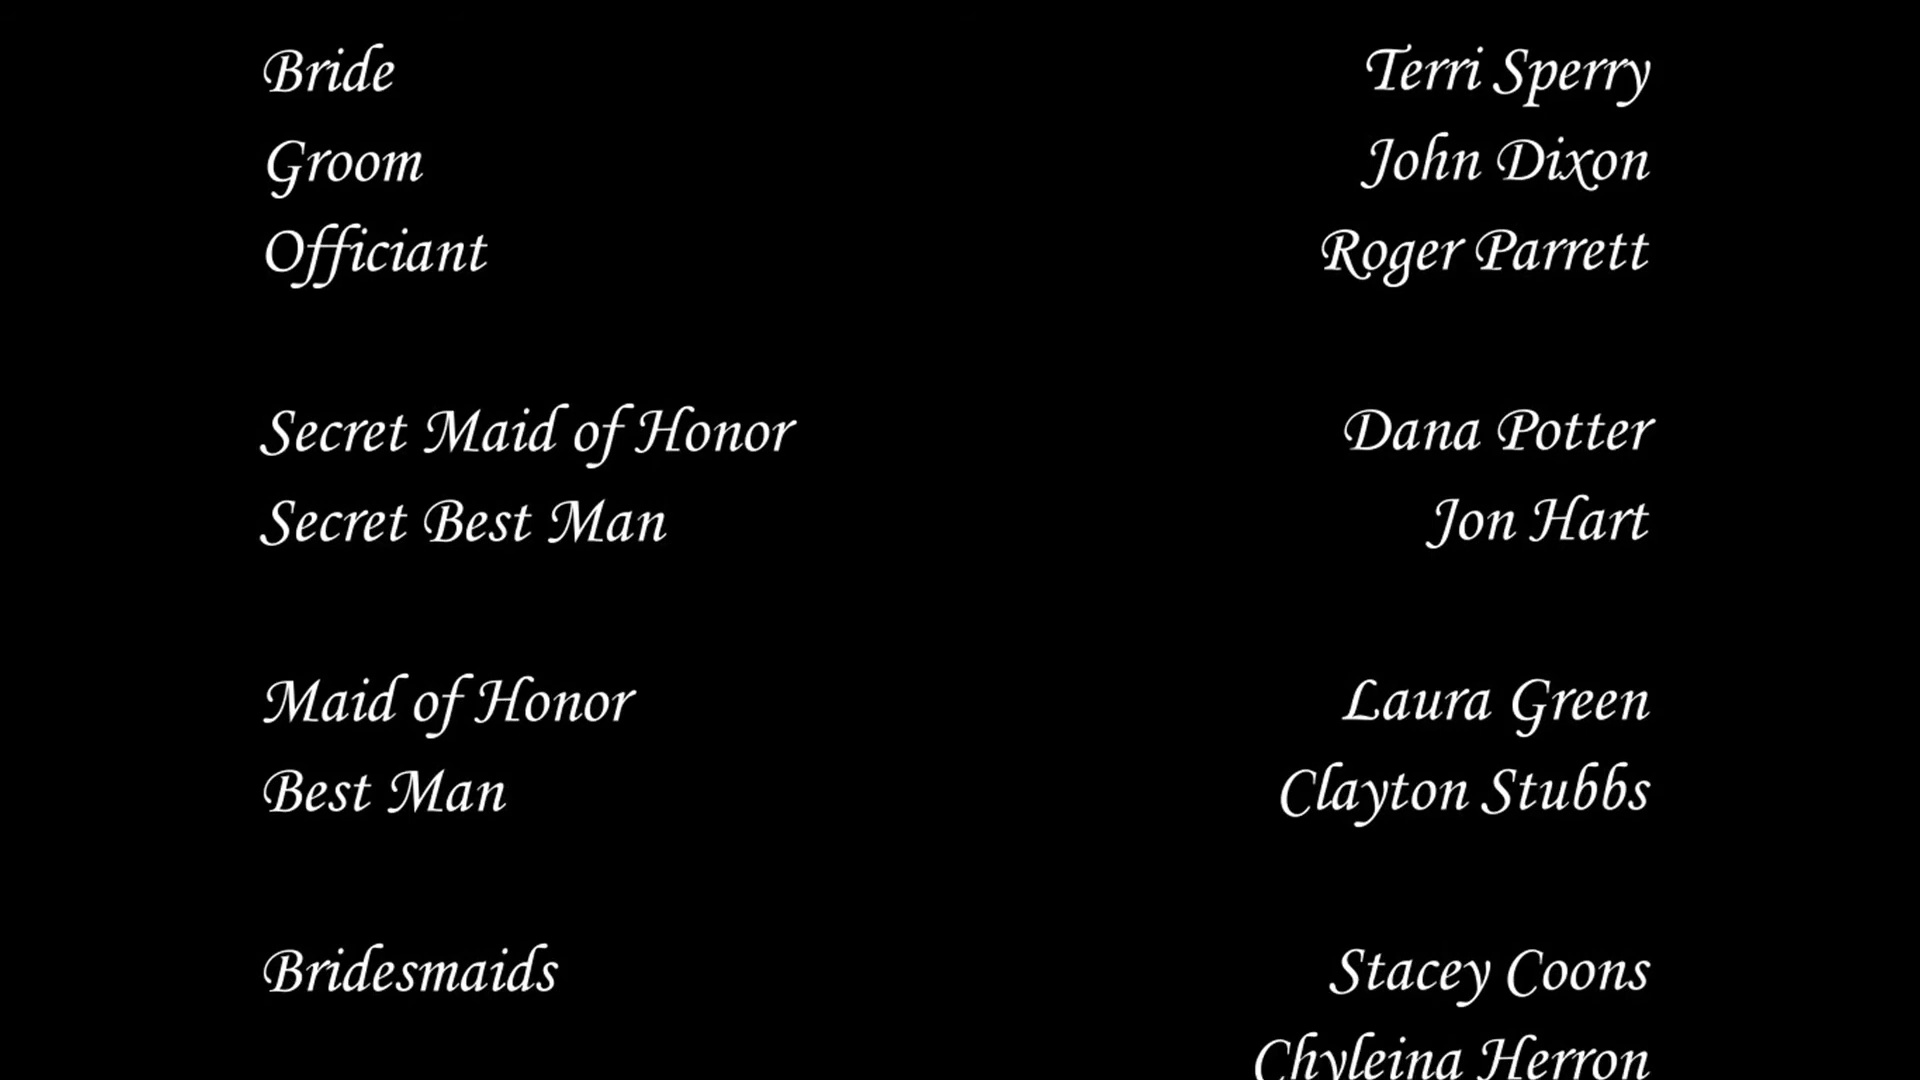 Bride Terri Sperry
Groom John Dixon
Officiant Roger Parrett
Secret Maid of Honor Dana Potter
Secret Best Man Jon Hart
Maid of Honor Laura Green
Best Man Clayton Stubbs
Bridesmaids Stacey Coons
Chyleina Herron